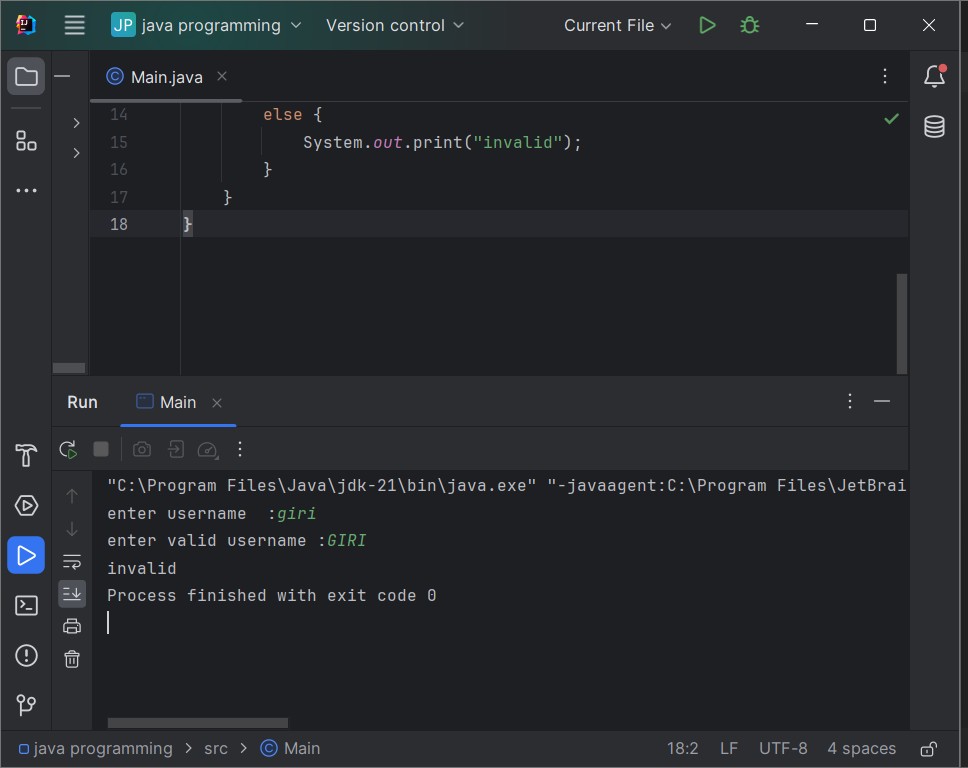 JP java programming Version control Current File
Main.java
14 else {
15 System.out.print("invalid");
16 }
17 }
18 }
Run Main
"C:\Program Files\Java\jdk-21\bin\java.exe" "-javaagent:C:\Program Files\JetBrai
enter username  :giri
enter valid username :GIRI
invalid
Process finished with exit code 0
java programming > src > Main 18:2 LF UTF-8 4 spaces